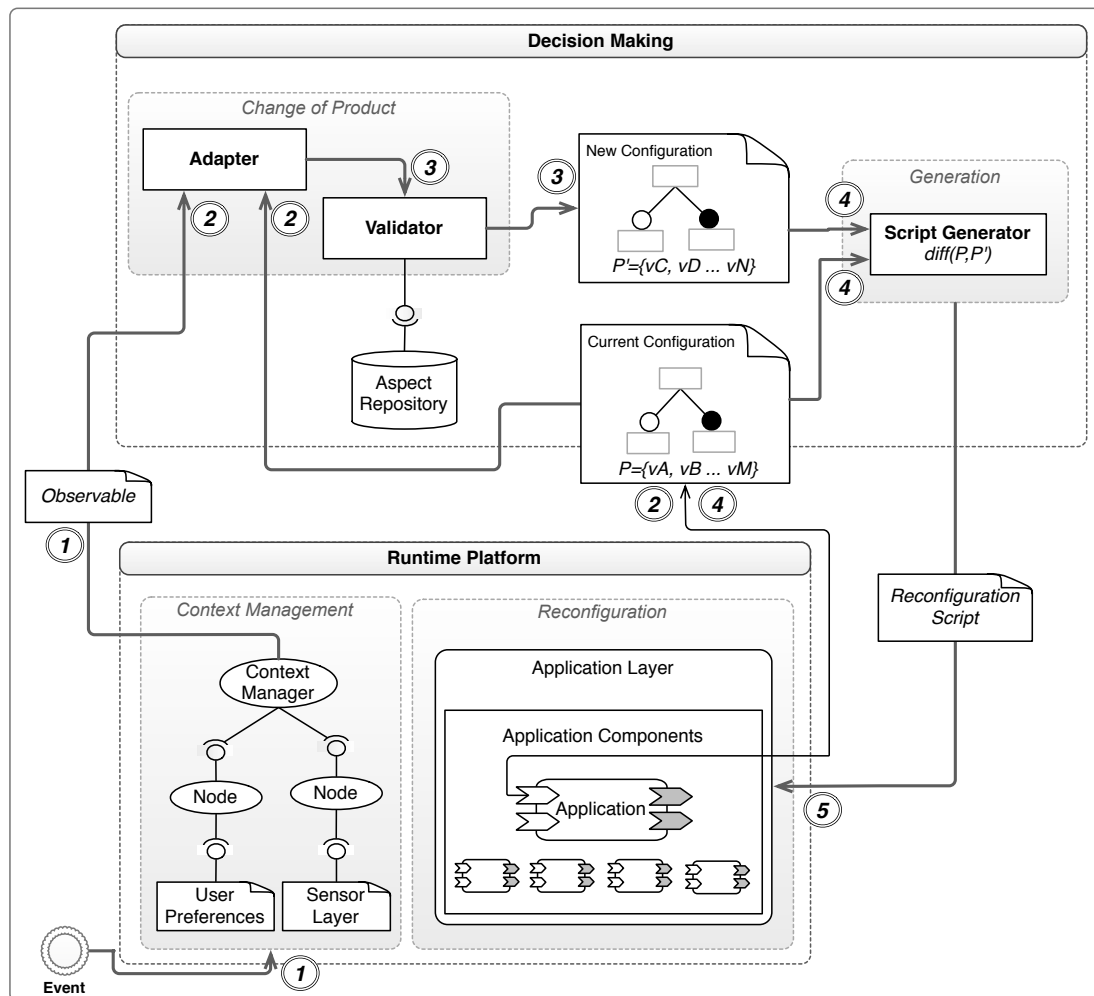 Decision Making
Change of Product
Adapter
3
2
2
Validator
3
New Configuration
P'={vC, vD ... vN}
Generation
4
Script Generator
diff(P,P')
4
Aspect
Repository
Current Configuration
P={vA, vB ... vM}
2
4
Observable
1
Runtime Platform
Context Management
Context
Manager
Node
Node
User
Preferences
Sensor
Layer
Reconfiguration
Application Layer
Application Components
Application
Reconfiguration
Script
5
Event
1